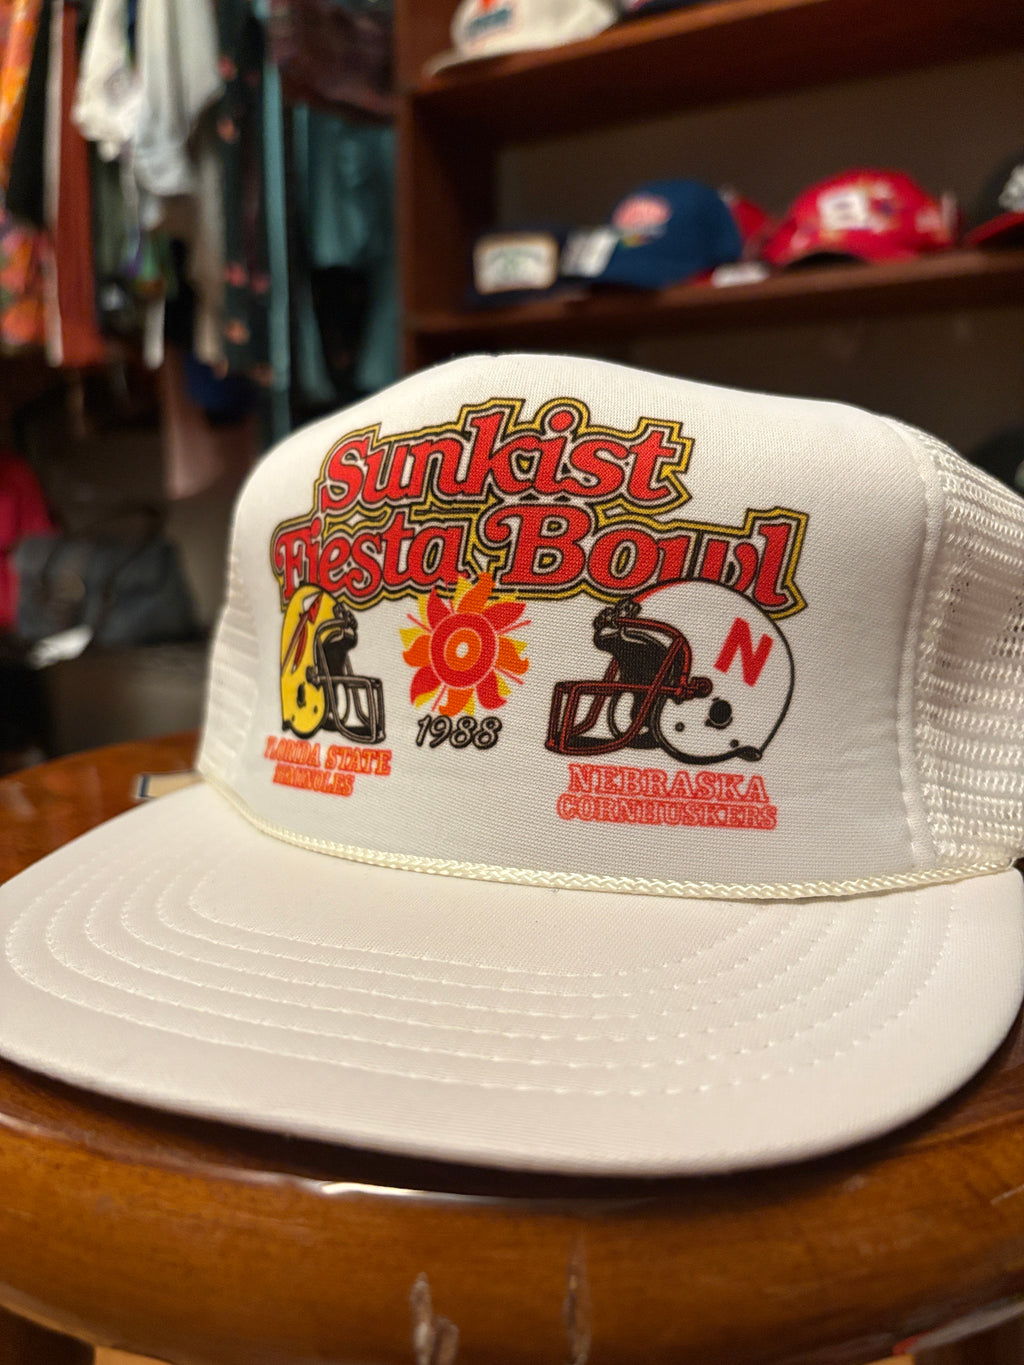 Sunkist
Fiesta Bowl
N
1988
FLORIDA STATE
SEMINOLES
NEBRASKA
CORNHUSKERS